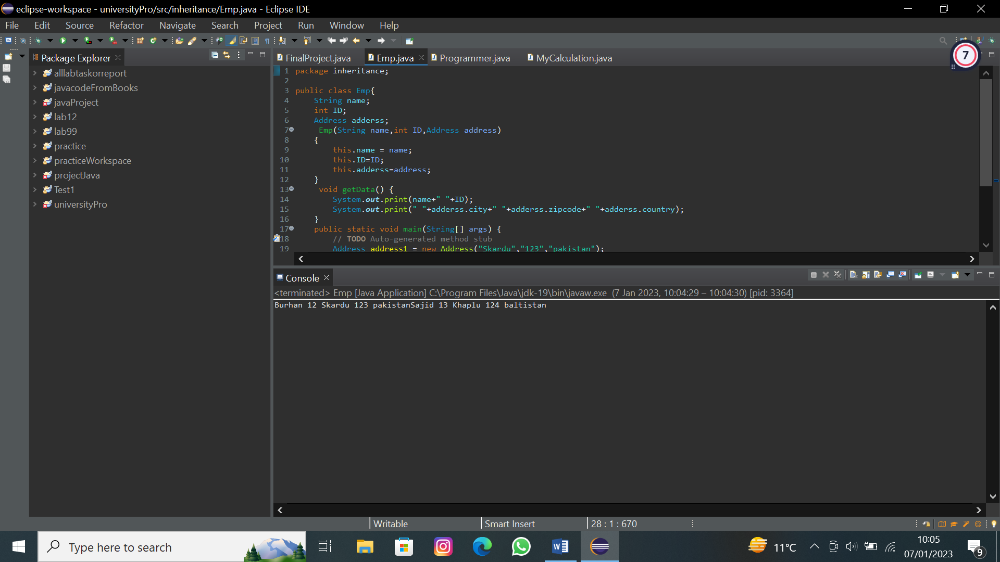 eclipse-workspace - universityPro/src/inheritance/Emp.java - Eclipse IDE
File Edit Source Refactor Navigate Search Project Run Window Help
Package Explorer
FinalProject.java Emp.java Programmer.java MyCalculation.java
7
alllabtaskorreport
javacodeFromBooks
javaProject
lab12
lab99
practice
practiceWorkspace
projectJava
Test1
universityPro
1 package inheritance;
2
3 public class Emp{
4 String name;
5 int ID;
6 Address adderss;
7 Emp(String name,int ID,Address address)
8 {
9 this.name = name;
10 this.ID=ID;
11 this.adderss=address;
12 }
13 void getData() {
14 System.out.print(name+" "+ID);
15 System.out.print(" "+adderss.city+" "+adderss.zipcode+" "+adderss.country);
16 }
17 public static void main(String[] args) {
18 // TODO Auto-generated method stub
19 Address address1 = new Address("Skardu","123","pakistan");
Console
<terminated> Emp [Java Application] C:\Program Files\Java\jdk-19\bin\javaw.exe (7 Jan 2023, 10:04:29 – 10:04:30) [pid: 3364]
Burhan 12 Skardu 123 pakistanSajid 13 Khaplu 124 baltistan
Writable Smart Insert 28 : 1 : 670
Type here to search
11°C
10:05
07/01/2023
9